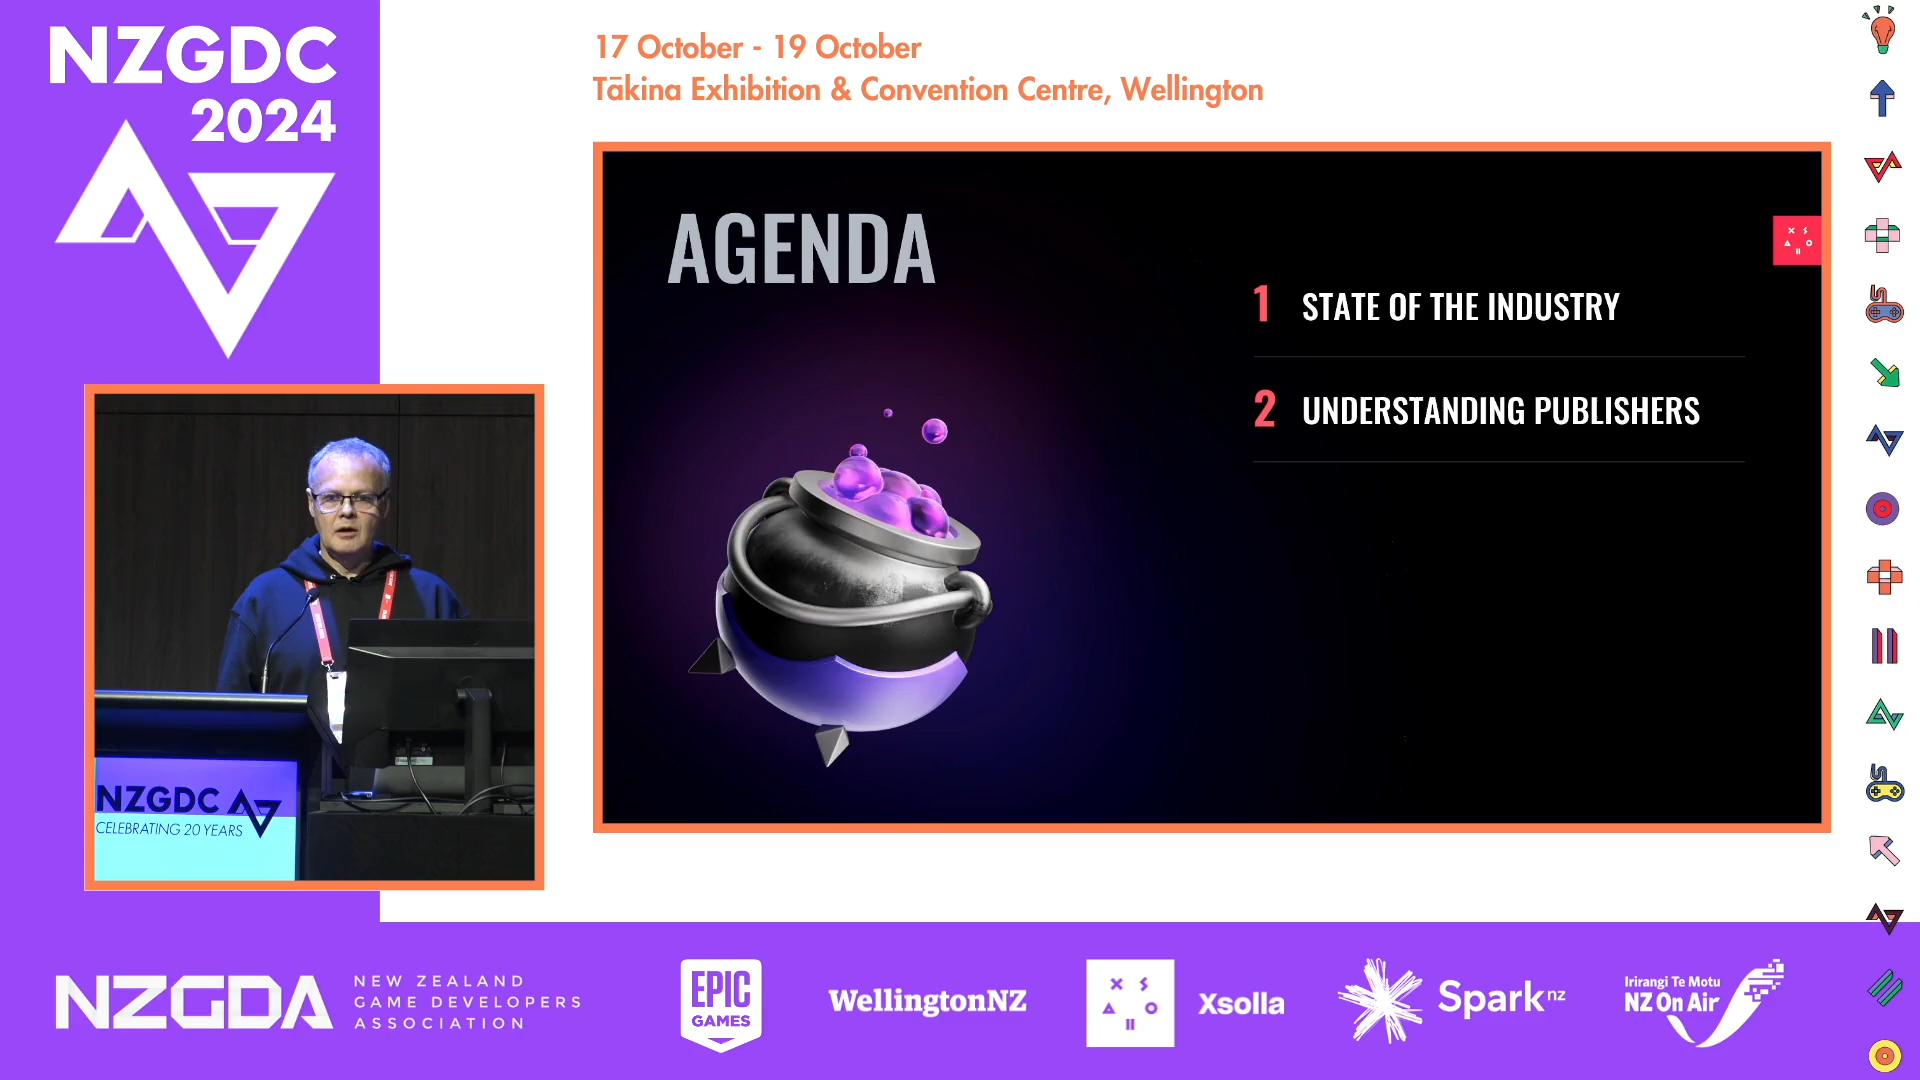 NZGDC
2024
17 October - 19 October
Tākina Exhibition & Convention Centre, Wellington
AGENDA
1 STATE OF THE INDUSTRY
2 UNDERSTANDING PUBLISHERS
XSOLLA
NZGDC
CELEBRATING 20 YEARS
NZGDA
NEW ZEALAND
GAME DEVELOPERS
ASSOCIATION
EPIC
GAMES
WellingtonNZ
Xsolla
Spark nz
Irirangi Te Motu
NZ On Air